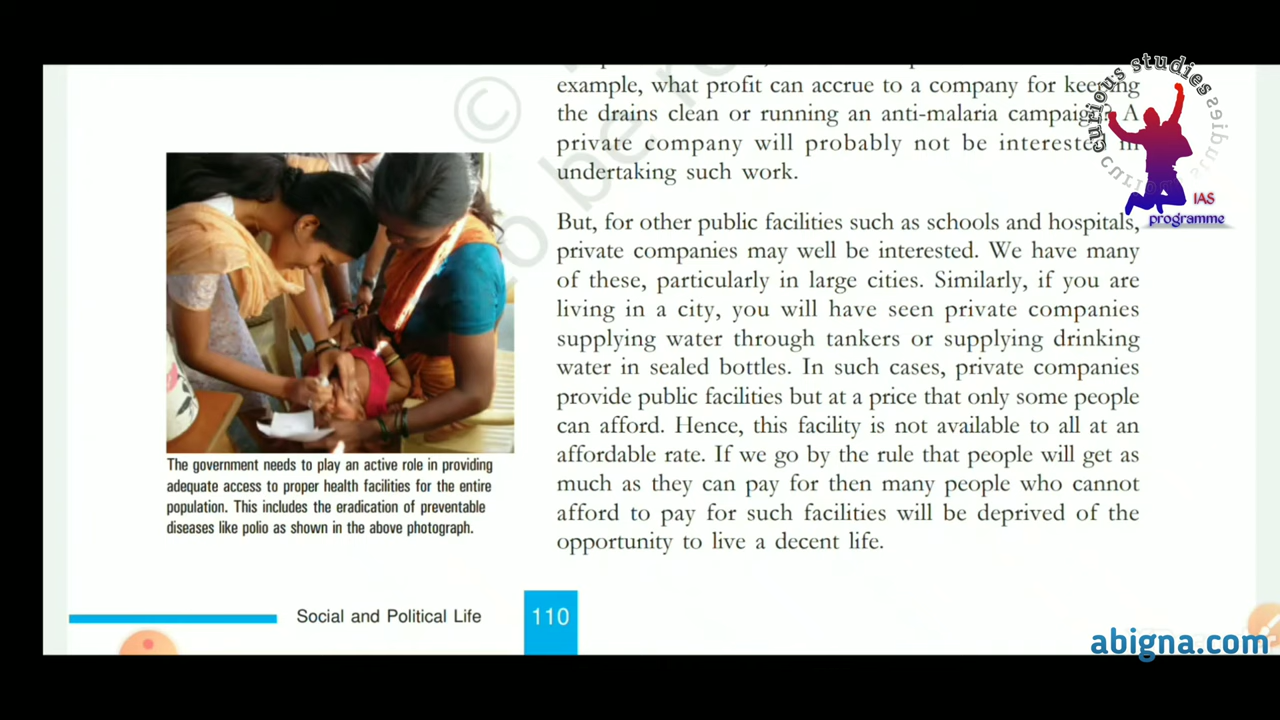 example, what profit can accrue to a company for keeping
the drains clean or running an anti-malaria campaign? A
private company will probably not be interested in
undertaking such work.
But, for other public facilities such as schools and hospitals,
private companies may well be interested. We have many
of these, particularly in large cities. Similarly, if you are
living in a city, you will have seen private companies
supplying water through tankers or supplying drinking
water in sealed bottles. In such cases, private companies
provide public facilities but at a price that only some people
can afford. Hence, this facility is not available to all at an
affordable rate. If we go by the rule that people will get as
much as they can pay for then many people who cannot
afford to pay for such facilities will be deprived of the
opportunity to live a decent life.
The government needs to play an active role in providing
adequate access to proper health facilities for the entire
population. This includes the eradication of preventable
diseases like polio as shown in the above photograph.
Social and Political Life
110
©
to be re
curious studies
IAS
programme
abigna.com